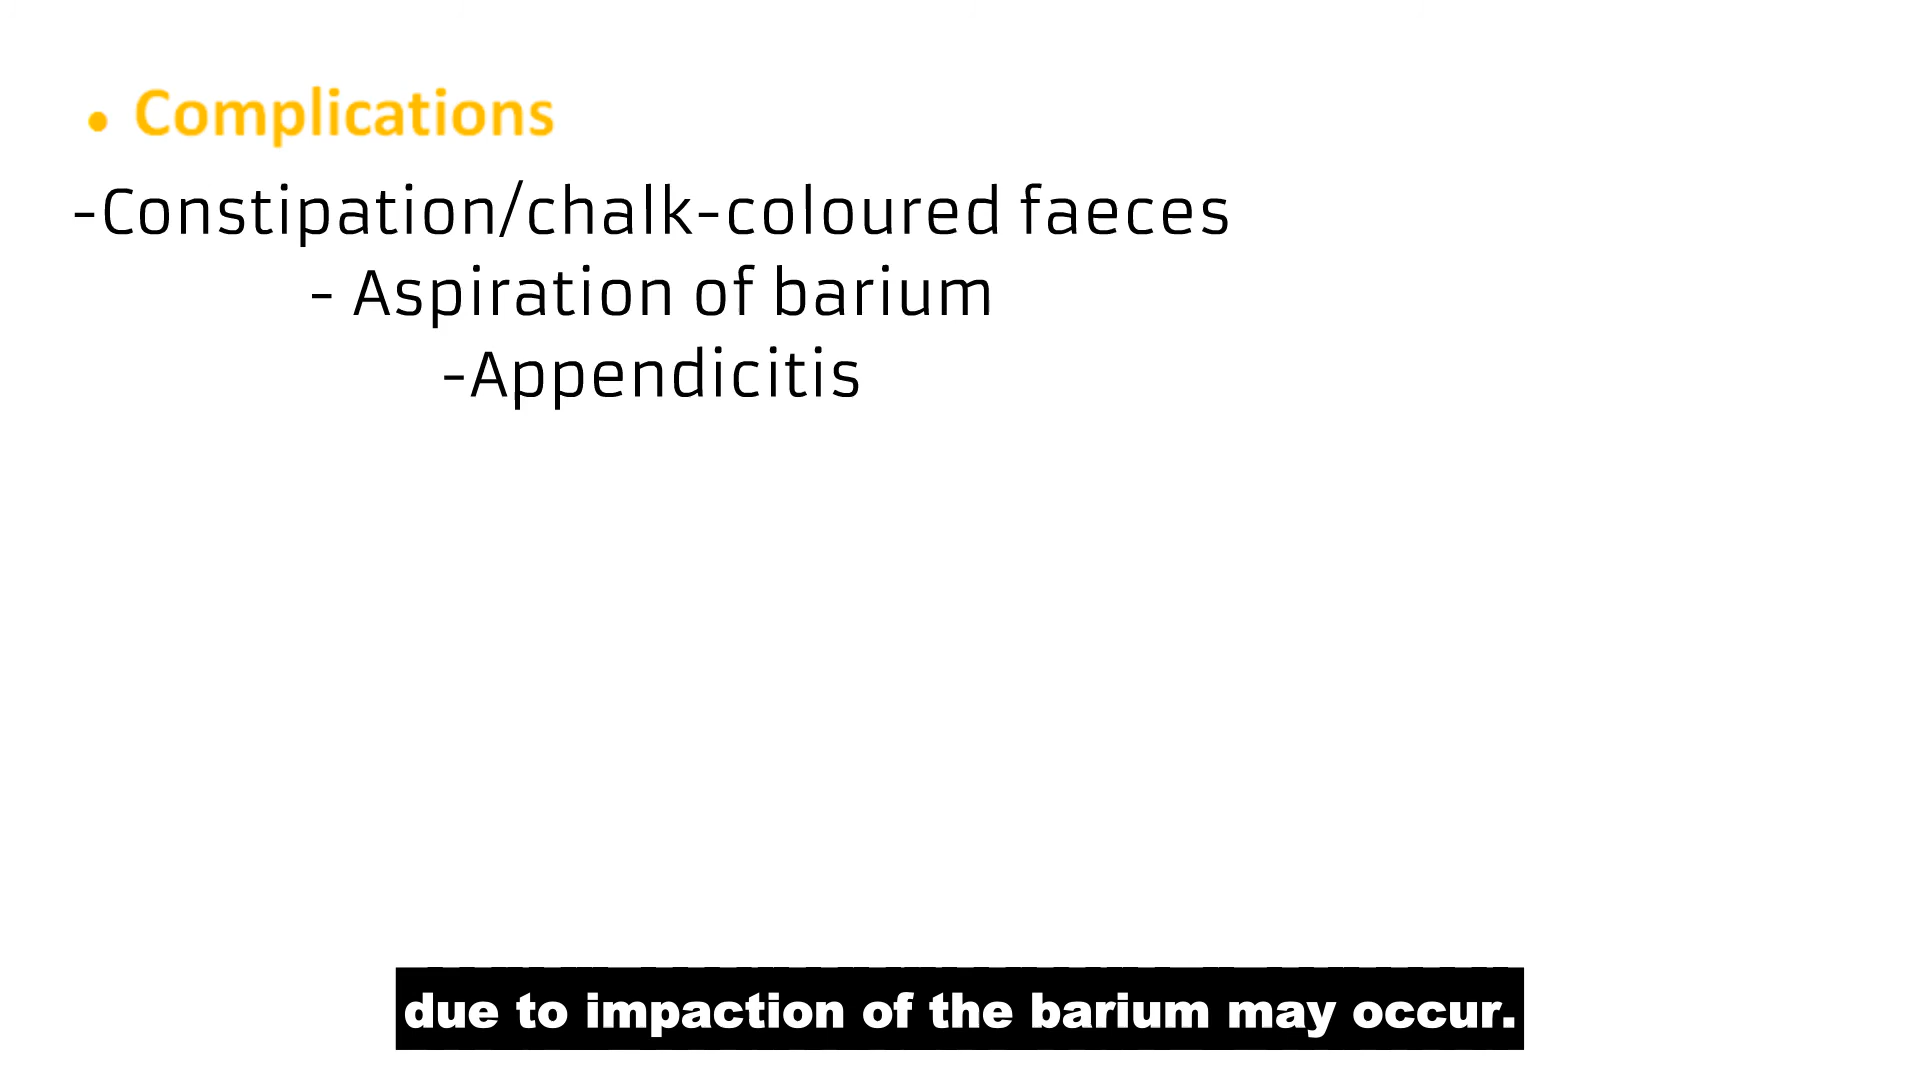 • Complications
-Constipation/chalk-coloured faeces
- Aspiration of barium
-Appendicitis
due to impaction of the barium may occur.